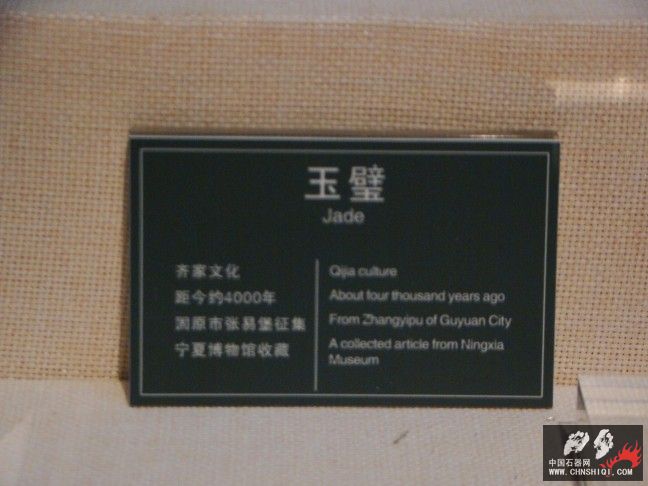 玉璧
Jade
齐家文化
距今约4000年
固原市张易堡征集
宁夏博物馆收藏
Qijia culture
About four thousand years ago
From Zhangyipu of Guyuan City
A collected article from Ningxia
Museum
中国石器网
WWW.CHNSHIQI.COM